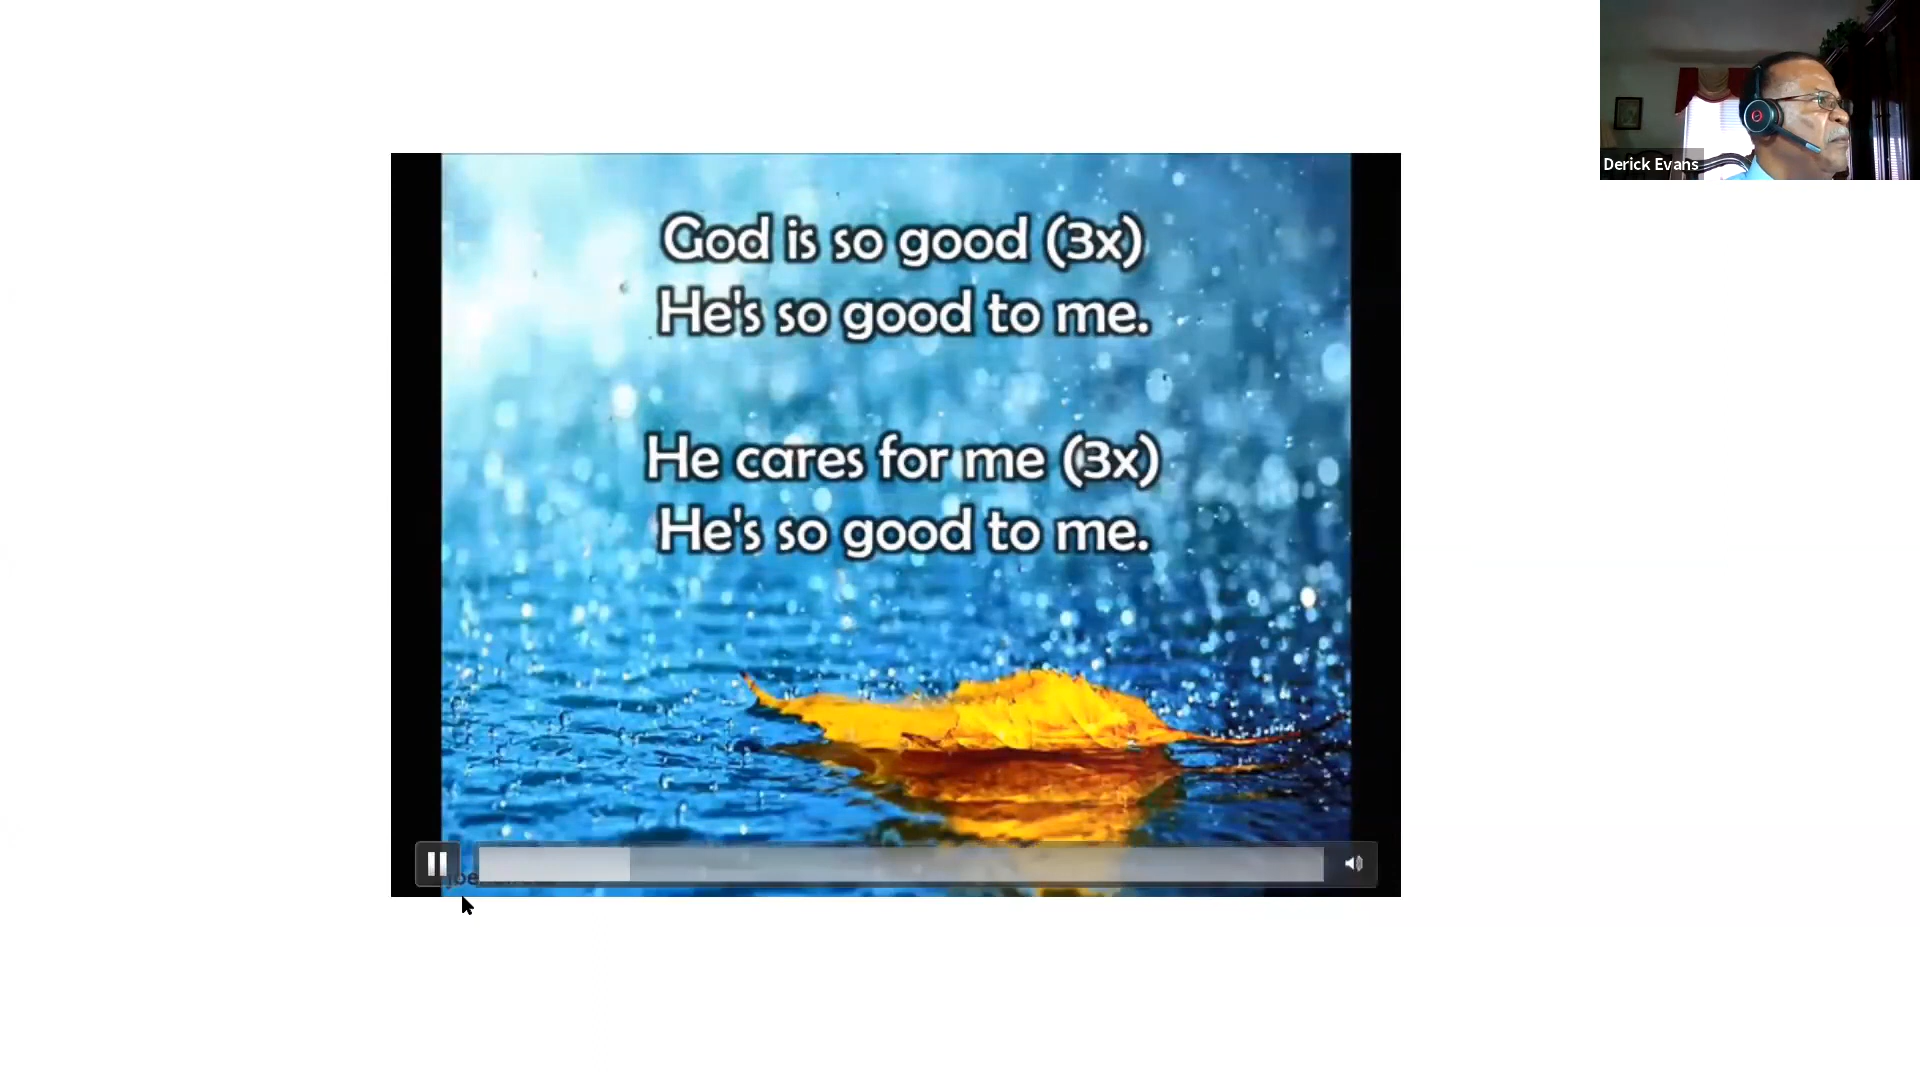 God is so good (3x)
He's so good to me.
He cares for me (3x)
He's so good to me.
Derick Evans